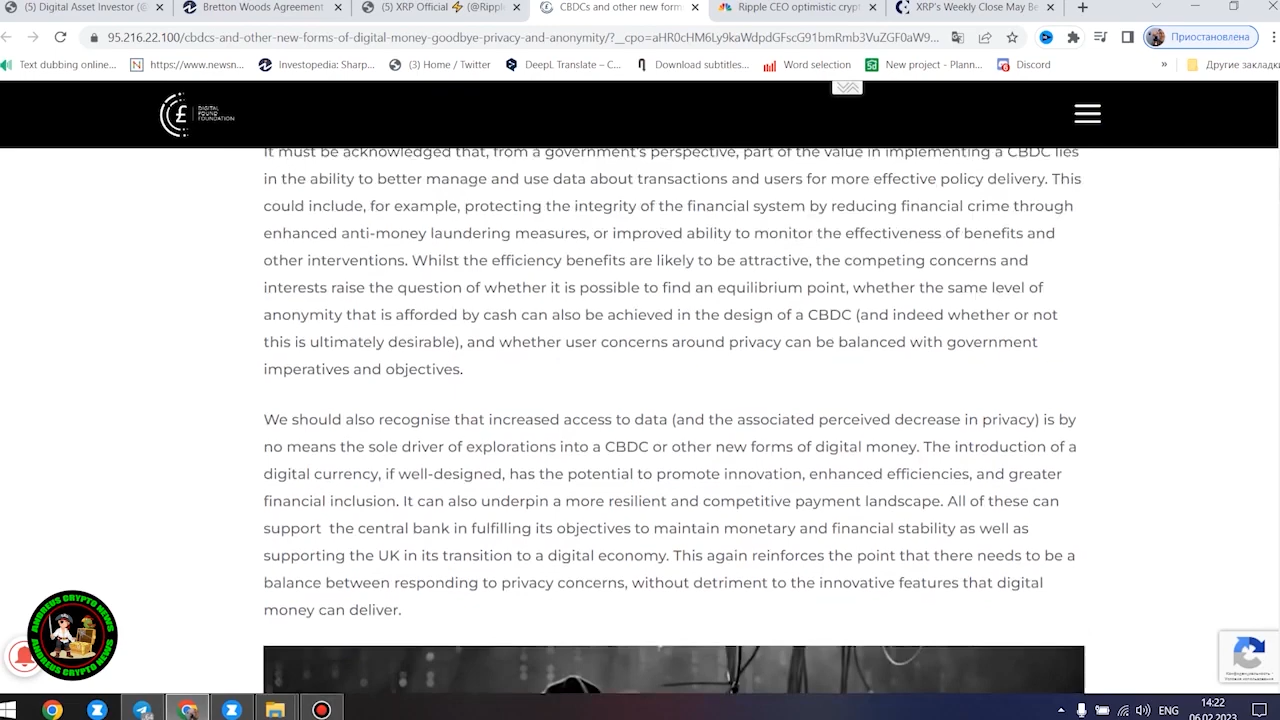 (5) Digital Asset Investor (@
Bretton Woods Agreement
(5) XRP Official ⚡ (@Ripple
CBDCs and other new form
Ripple CEO optimistic crypt
XRP's Weekly Close May Be
95.216.22.100/cbdcs-and-other-new-forms-of-digital-money-goodbye-privacy-and-anonymity/?__cpo=aHR0cHM6Ly9kaWdpdGFscG91bmRmb3VuZGF0aW9...
Приостановлена
Text dubbing online...
https://www.newsn...
Investopedia: Sharp...
(3) Home / Twitter
DeepL Translate – C...
Download subtitles...
Word selection
New project - Plann...
Discord
»
Другие закладки
DIGITAL
POUND
FOUNDATION
It must be acknowledged that, from a government's perspective, part of the value in implementing a CBDC lies
in the ability to better manage and use data about transactions and users for more effective policy delivery. This
could include, for example, protecting the integrity of the financial system by reducing financial crime through
enhanced anti-money laundering measures, or improved ability to monitor the effectiveness of benefits and
other interventions. Whilst the efficiency benefits are likely to be attractive, the competing concerns and
interests raise the question of whether it is possible to find an equilibrium point, whether the same level of
anonymity that is afforded by cash can also be achieved in the design of a CBDC (and indeed whether or not
this is ultimately desirable), and whether user concerns around privacy can be balanced with government
imperatives and objectives.
We should also recognise that increased access to data (and the associated perceived decrease in privacy) is by
no means the sole driver of explorations into a CBDC or other new forms of digital money. The introduction of a
digital currency, if well-designed, has the potential to promote innovation, enhanced efficiencies, and greater
financial inclusion. It can also underpin a more resilient and competitive payment landscape. All of these can
support the central bank in fulfilling its objectives to maintain monetary and financial stability as well as
supporting the UK in its transition to a digital economy. This again reinforces the point that there needs to be a
balance between responding to privacy concerns, without detriment to the innovative features that digital
money can deliver.
ANDREUS CRYPTO NEWS
ANDREUS CRYPTO NEWS
Конфиденциальность -
Условия использования
ENG
14:22
06.02.2023